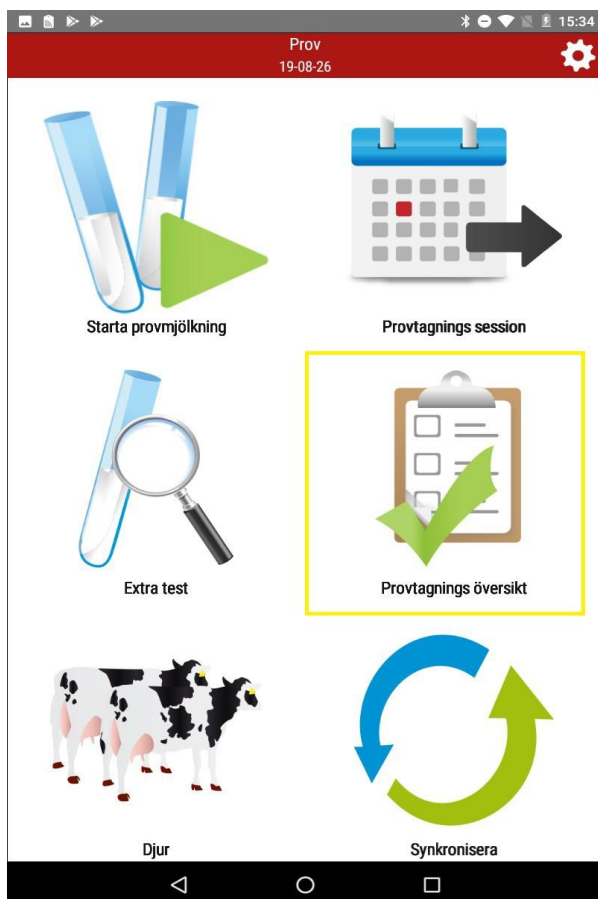 15:34
Prov
19-08-26
Starta provmjölkning
Provtagnings session
Extra test
Provtagnings översikt
Djur
Synkronisera